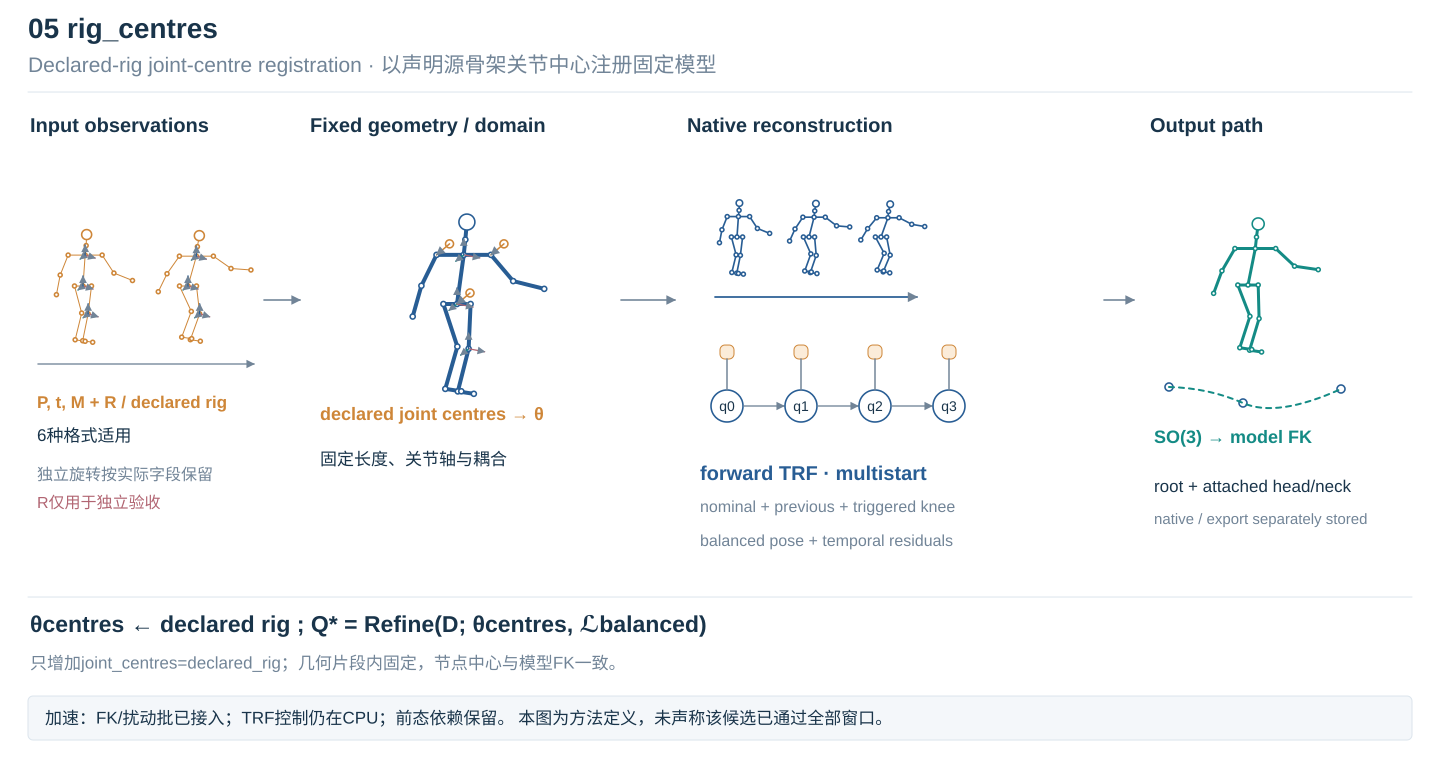 05 rig_centres
Declared-rig joint-centre registration · 以声明源骨架关节中心注册固定模型
Input observations
Fixed geometry / domain
Native reconstruction
Output path
P, t, M + R / declared rig
6种格式适用
独立旋转按实际字段保留
R仅用于独立验收
declared joint centres → θ
固定长度、关节轴与耦合
q0
q1
q2
q3
forward TRF · multistart
nominal + previous + triggered knee
balanced pose + temporal residuals
SO(3) → model FK
root + attached head/neck
native / export separately stored
θcentres ← declared rig ; Q* = Refine(D; θcentres, ℒbalanced)
只增加joint_centres=declared_rig；几何片段内固定，节点中心与模型FK一致。
加速：FK/扰动批已接入；TRF控制仍在CPU；前态依赖保留。 本图为方法定义，未声称该候选已通过全部窗口。